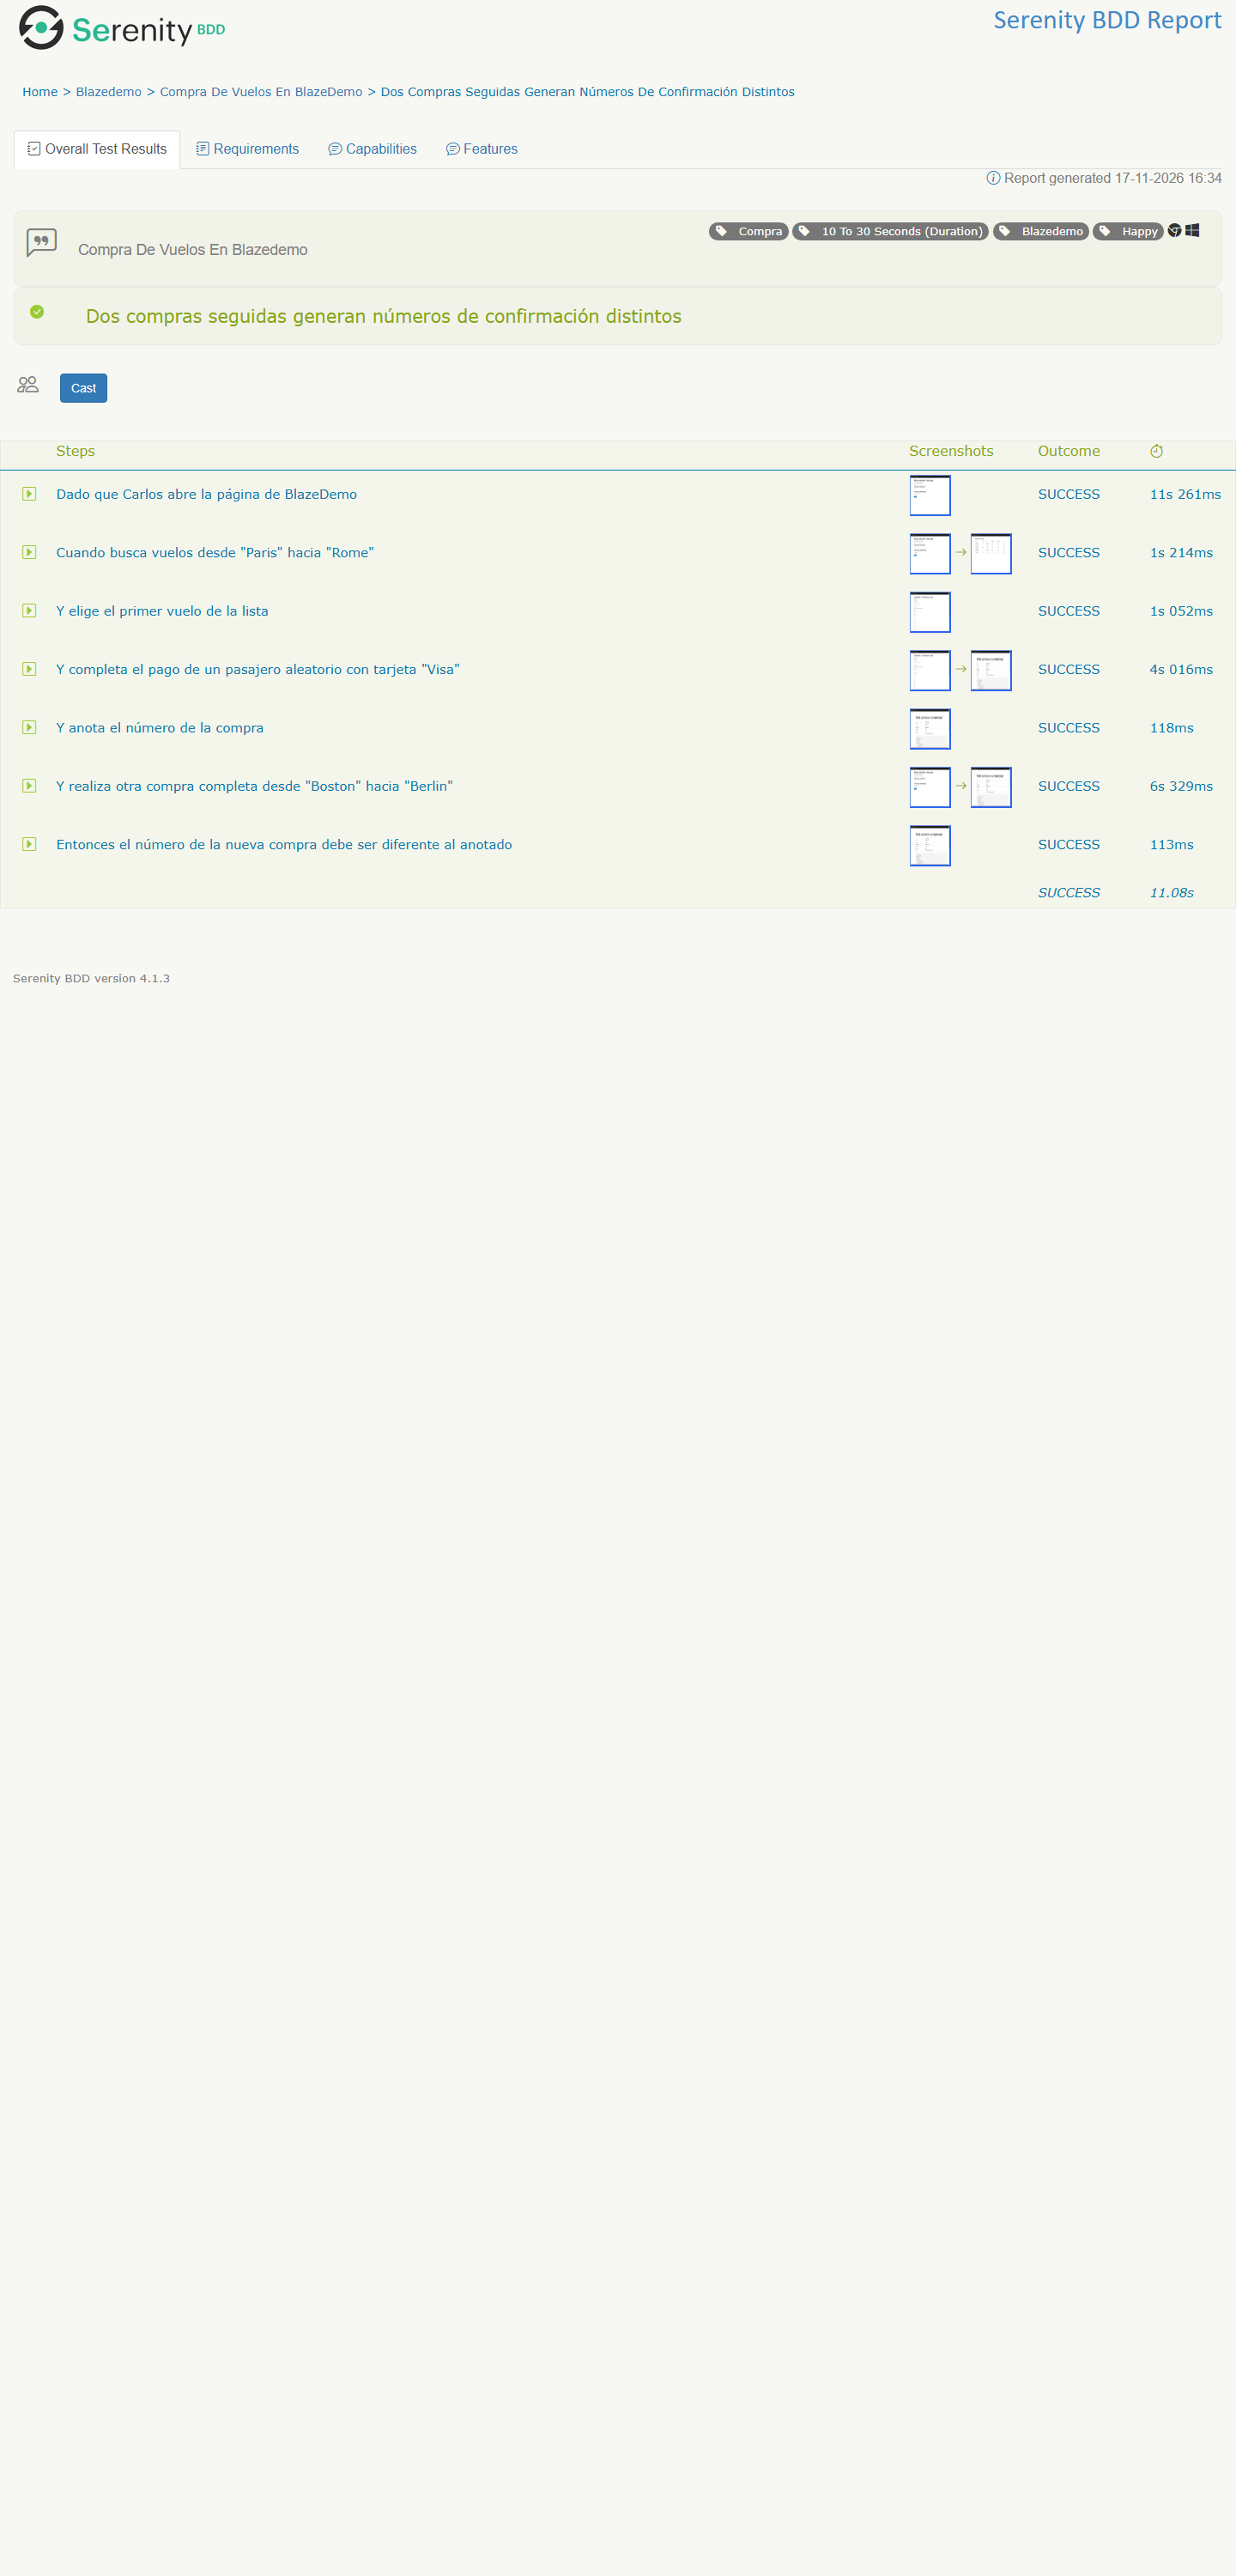 Serenity BDD
Serenity BDD Report
Home > Blazedemo > Compra De Vuelos En BlazeDemo > Dos Compras Seguidas Generan Números De Confirmación Distintos
Overall Test Results Requirements Capabilities Features
Report generated 17-11-2026 16:34
Compra De Vuelos En Blazedemo
Compra 10 To 30 Seconds (Duration) Blazedemo Happy
Dos compras seguidas generan números de confirmación distintos
Cast
Steps Screenshots Outcome
Dado que Carlos abre la página de BlazeDemo SUCCESS 11s 261ms
Cuando busca vuelos desde "Paris" hacia "Rome" SUCCESS 1s 214ms
Y elige el primer vuelo de la lista SUCCESS 1s 052ms
Y completa el pago de un pasajero aleatorio con tarjeta "Visa" SUCCESS 4s 016ms
Y anota el número de la compra SUCCESS 118ms
Y realiza otra compra completa desde "Boston" hacia "Berlin" SUCCESS 6s 329ms
Entonces el número de la nueva compra debe ser diferente al anotado SUCCESS 113ms
SUCCESS 11.08s
Serenity BDD version 4.1.3